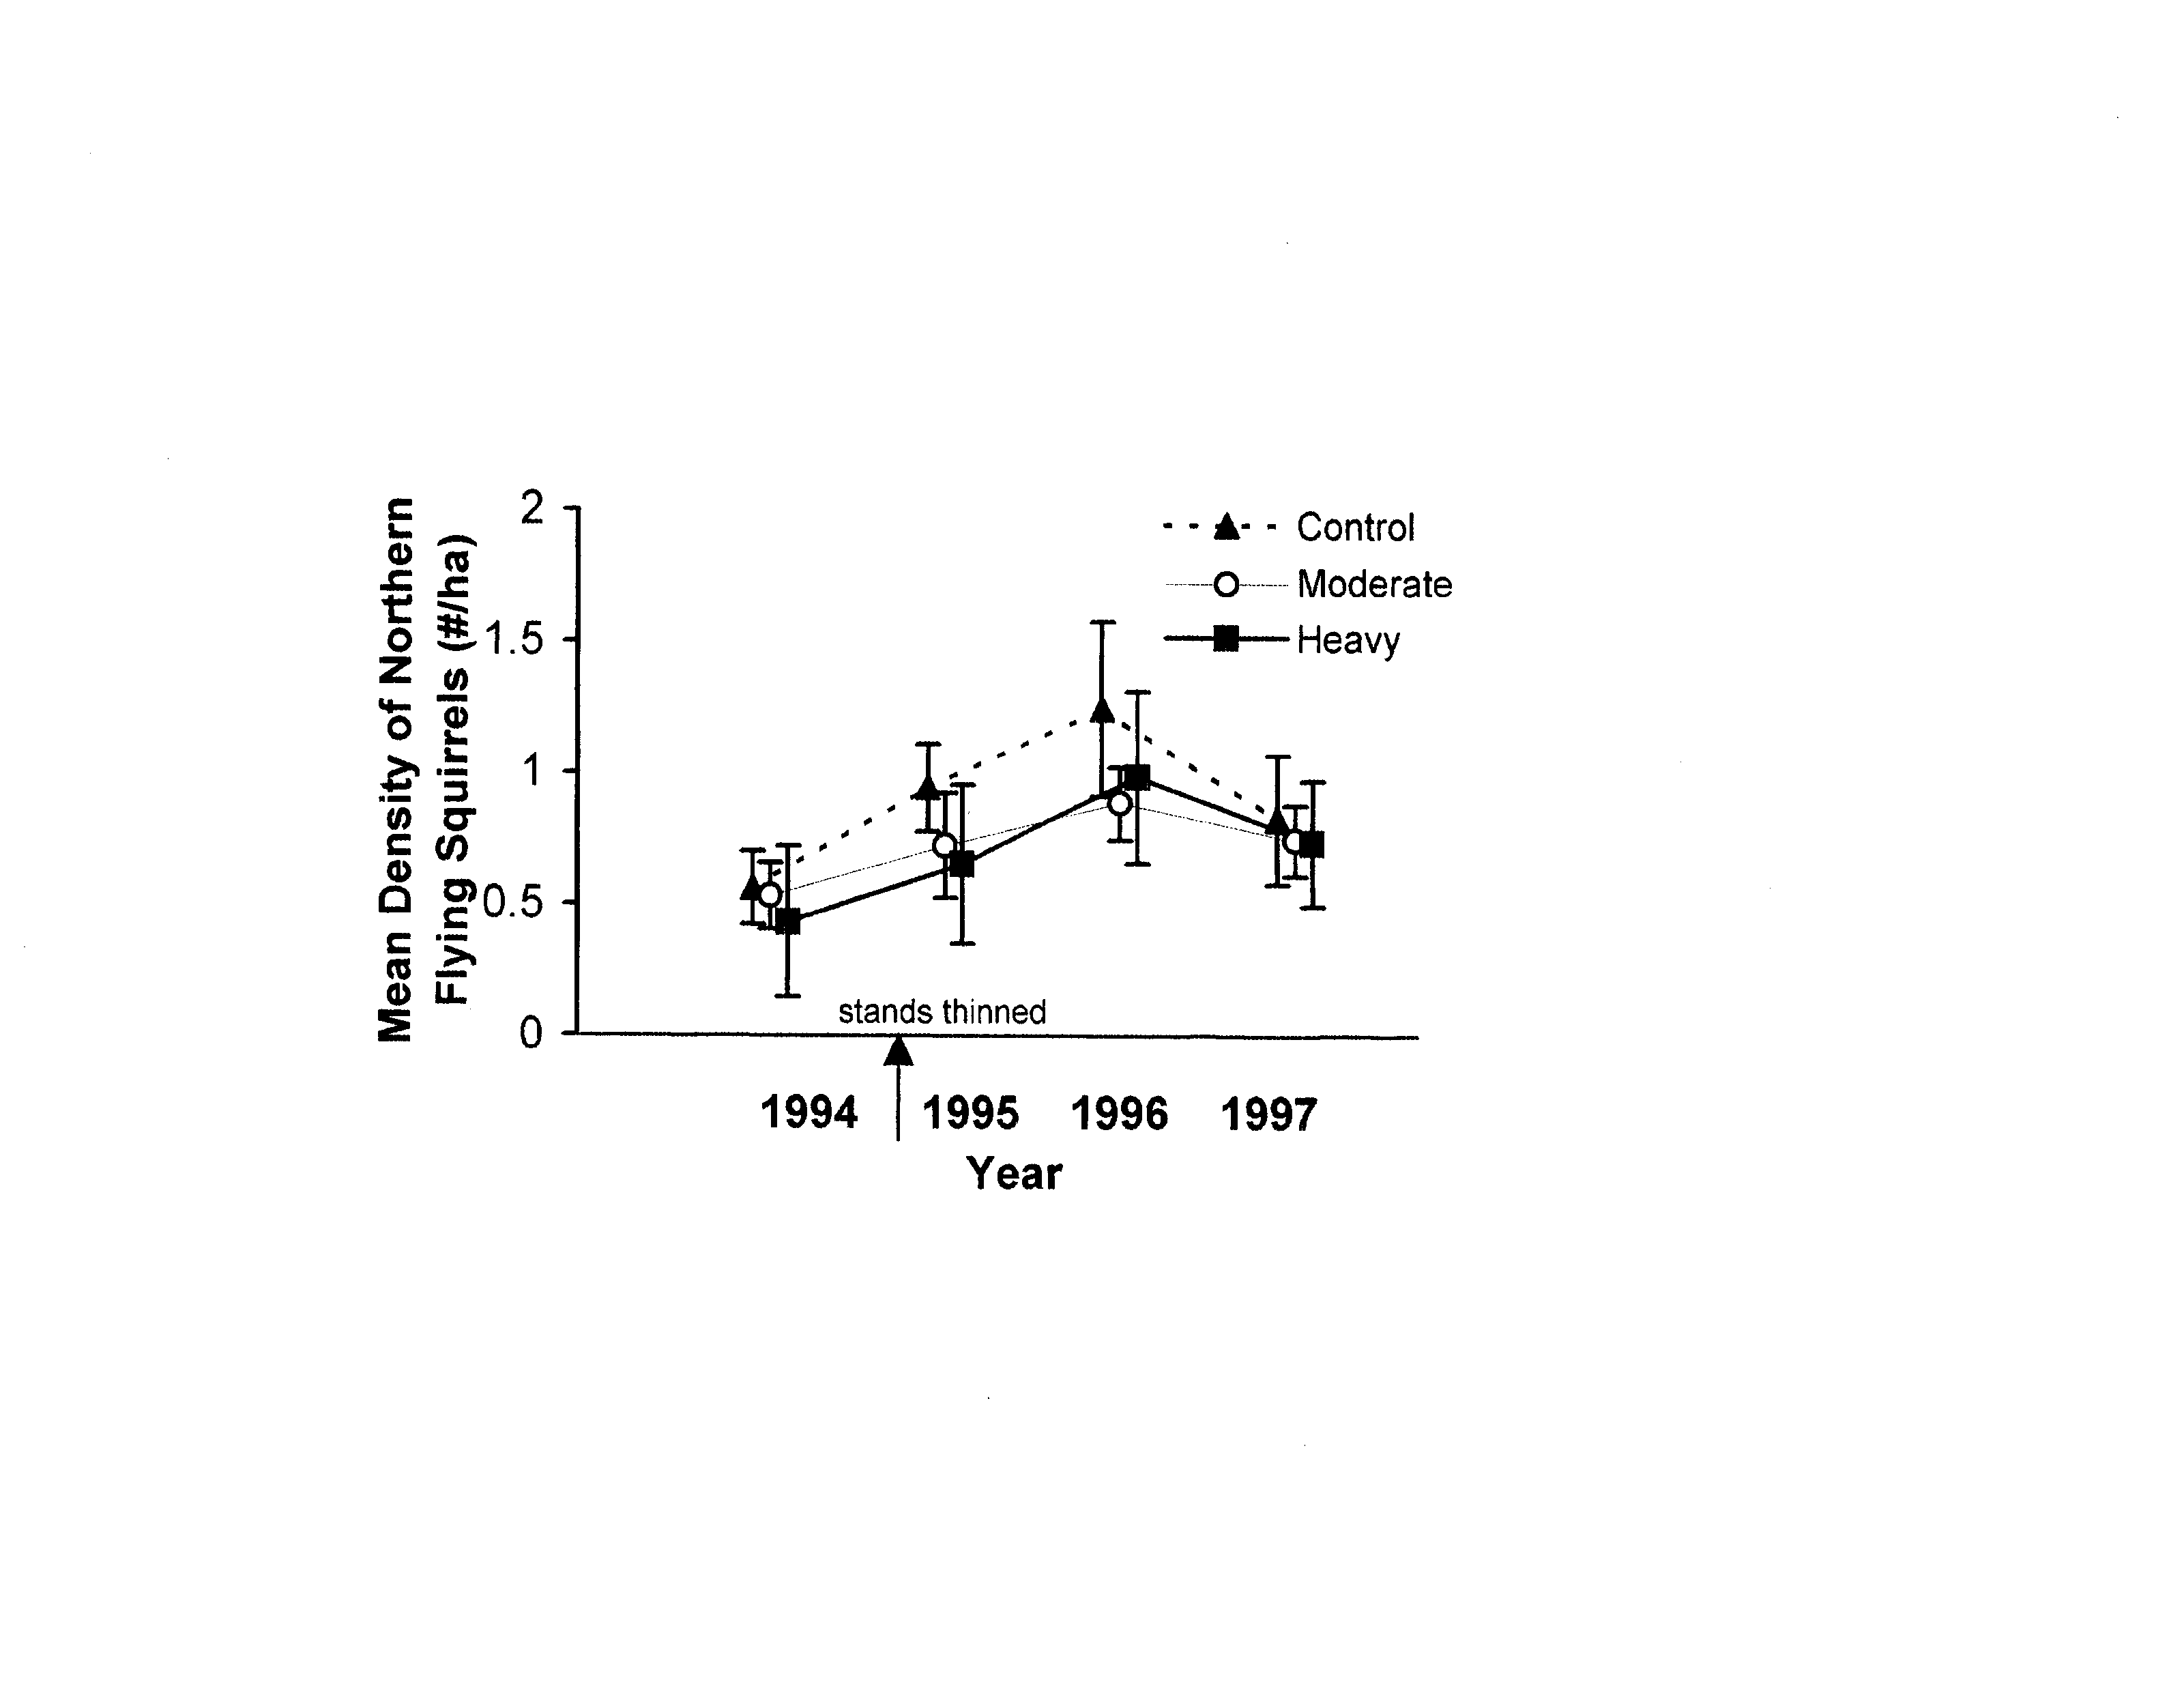 Mean Density of Northern
Flying Squirrels (#/ha)
2
1.5
1
0.5
0
Control
Moderate
Heavy
stands thinned
1994
1995
1996
1997
Year